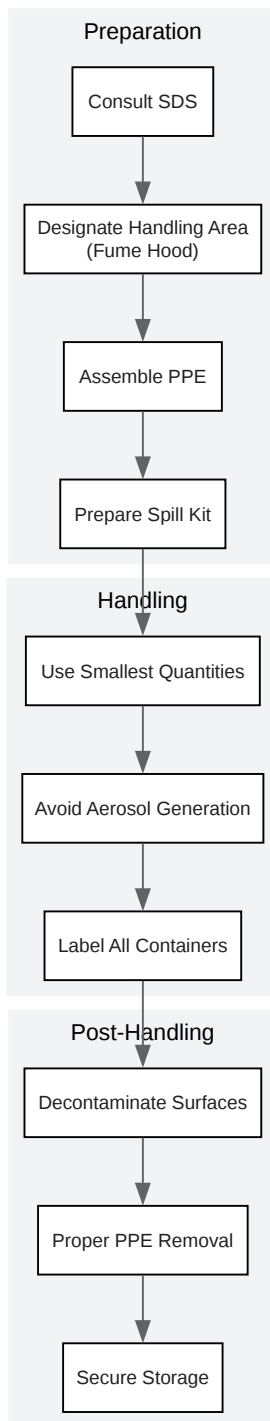 Preparation
Consult SDS
Designate Handling Area
(Fume Hood)
Assemble PPE
Prepare Spill Kit
Handling
Use Smallest Quantities
Avoid Aerosol Generation
Label All Containers
Post-Handling
Decontaminate Surfaces
Proper PPE Removal
Secure Storage